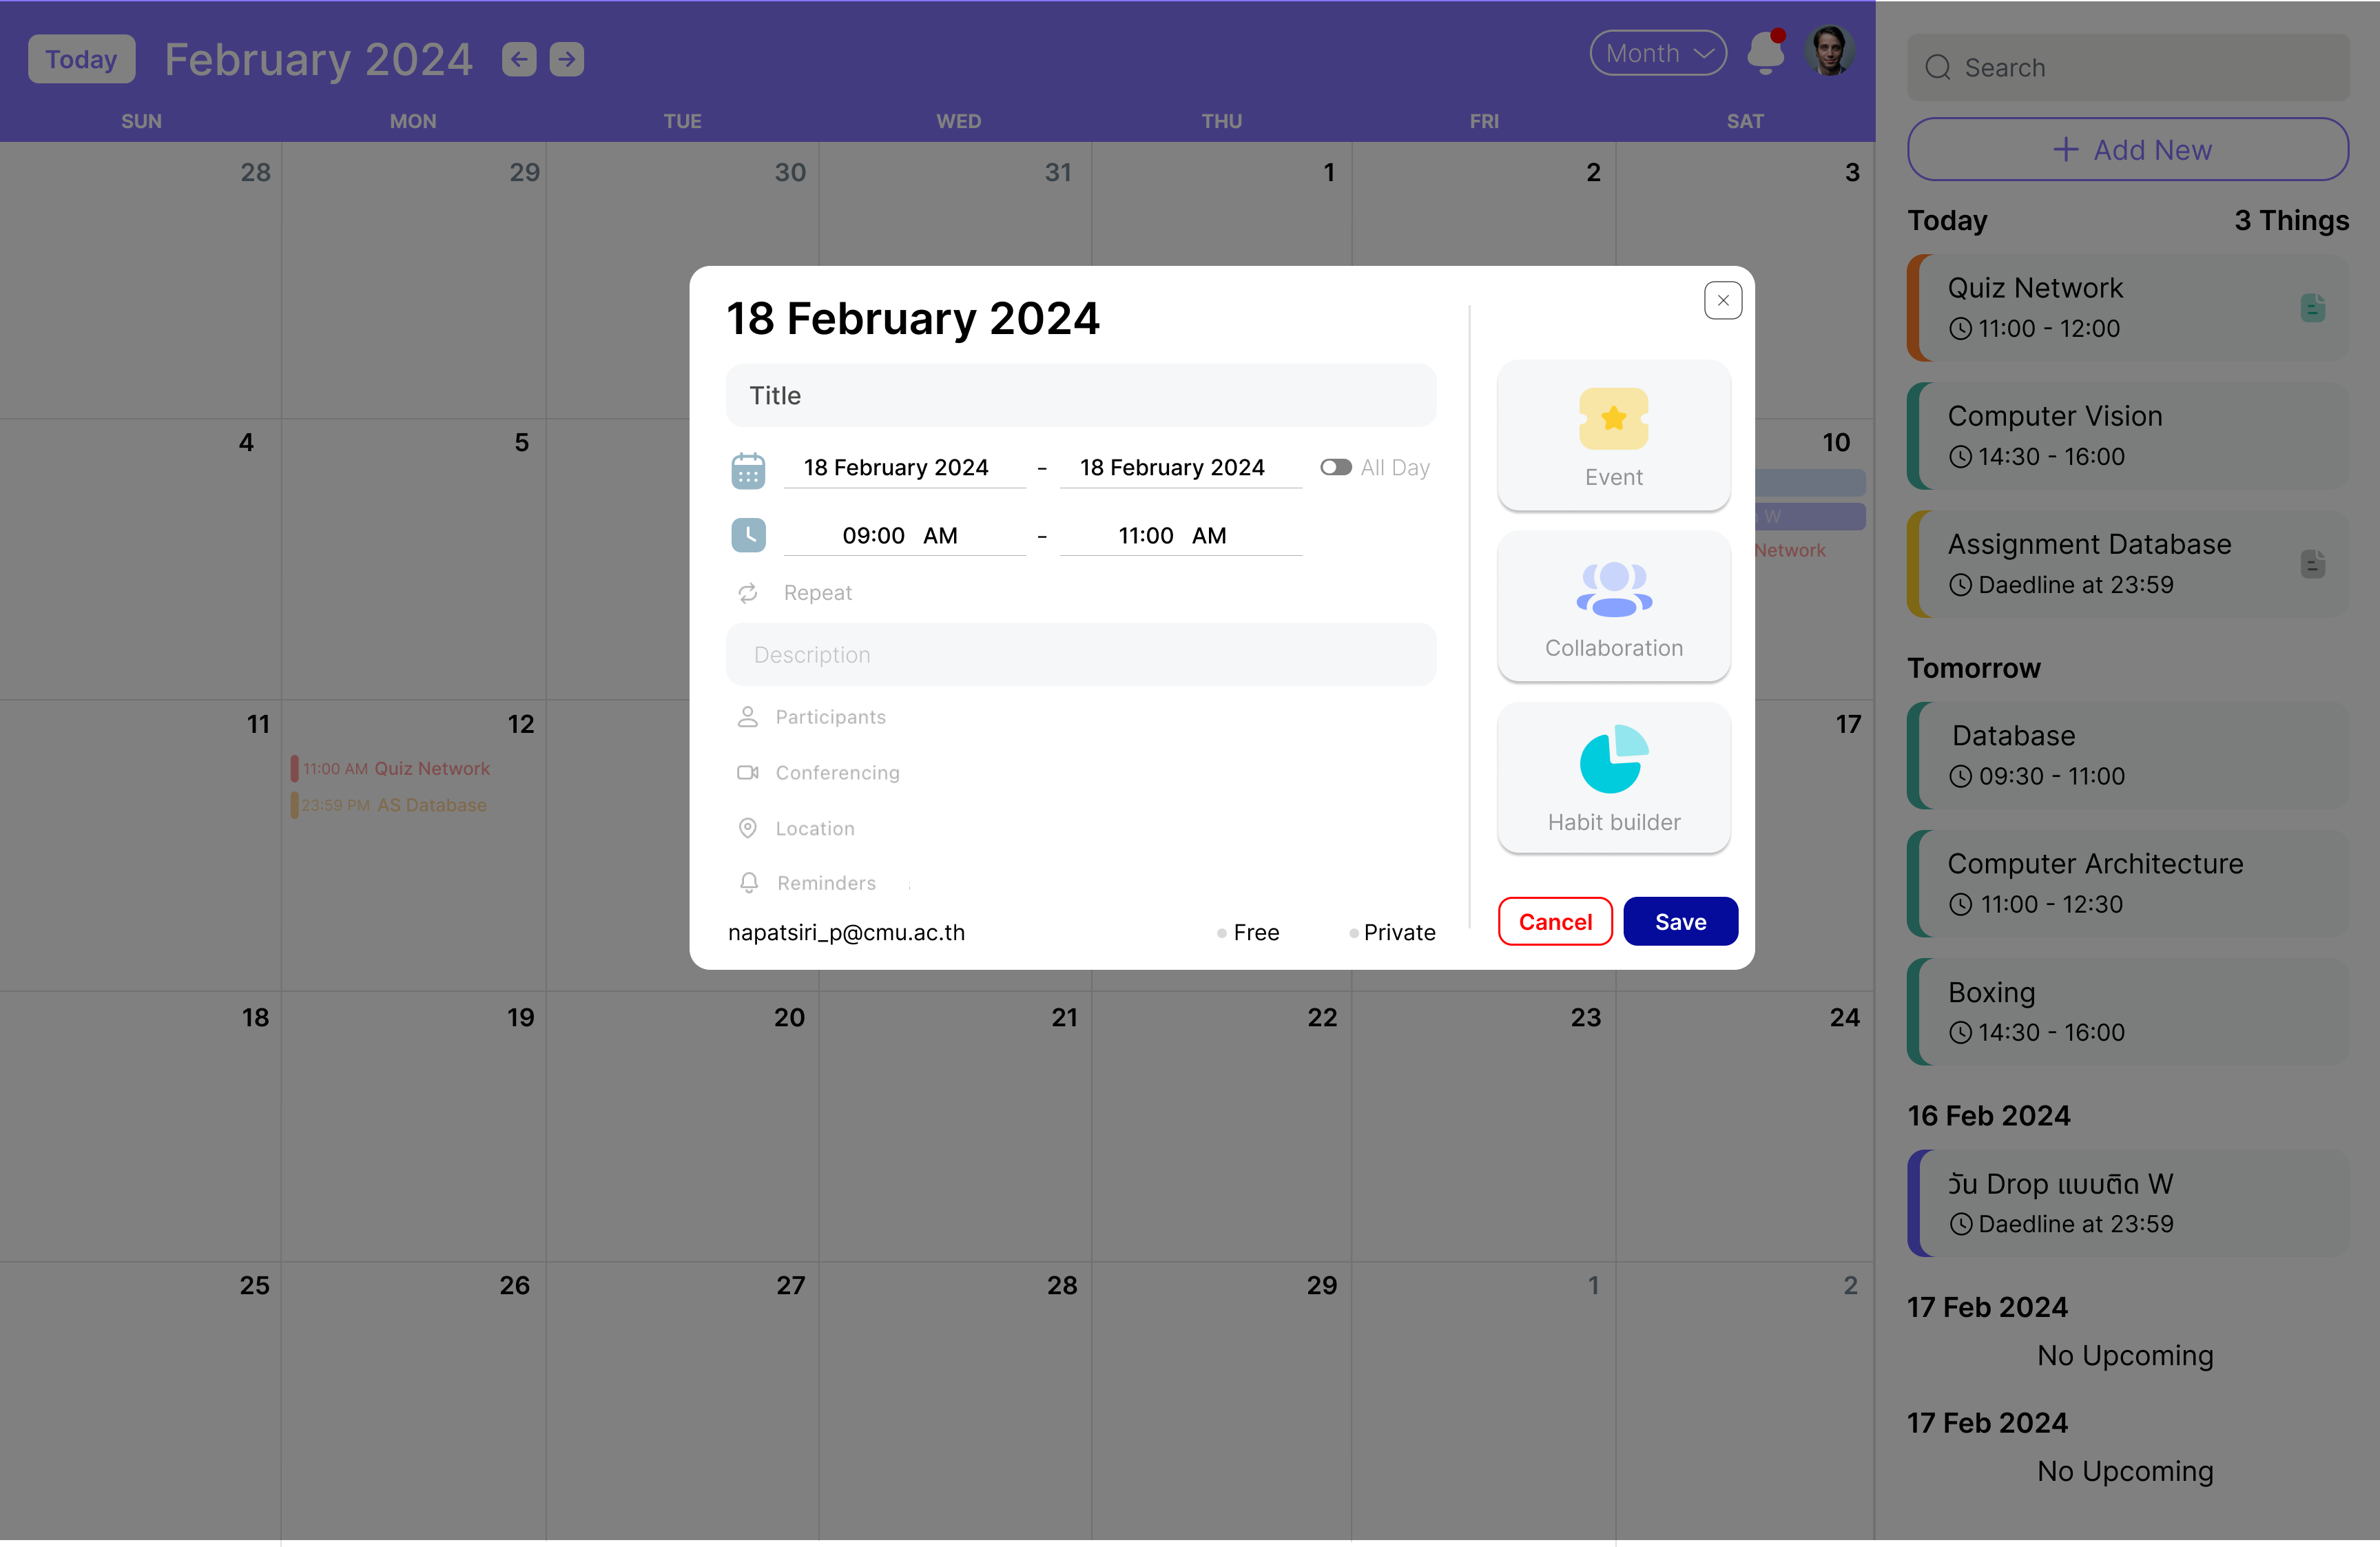 Today February 2024 Month
SUN MON TUE WED THU FRI SAT
28 29 30 31 1 2 3
4 5 10
W
Network
11 12 17
11:00 AM Quiz Network
23:59 PM AS Database
18 19 20 21 22 23 24
25 26 27 28 29 1 2
18 February 2024
Title
18 February 2024 - 18 February 2024 All Day
09:00 AM - 11:00 AM
Repeat
Description
Participants
Conferencing
Location
Reminders
napatsiri_p@cmu.ac.th Free Private
Event
Collaboration
Habit builder
Cancel Save
Search
+ Add New
Today 3 Things
Quiz Network
11:00 - 12:00
Computer Vision
14:30 - 16:00
Assignment Database
Daedline at 23:59
Tomorrow
Database
09:30 - 11:00
Computer Architecture
11:00 - 12:30
Boxing
14:30 - 16:00
16 Feb 2024
วัน Drop แบบติด W
Daedline at 23:59
17 Feb 2024
No Upcoming
17 Feb 2024
No Upcoming